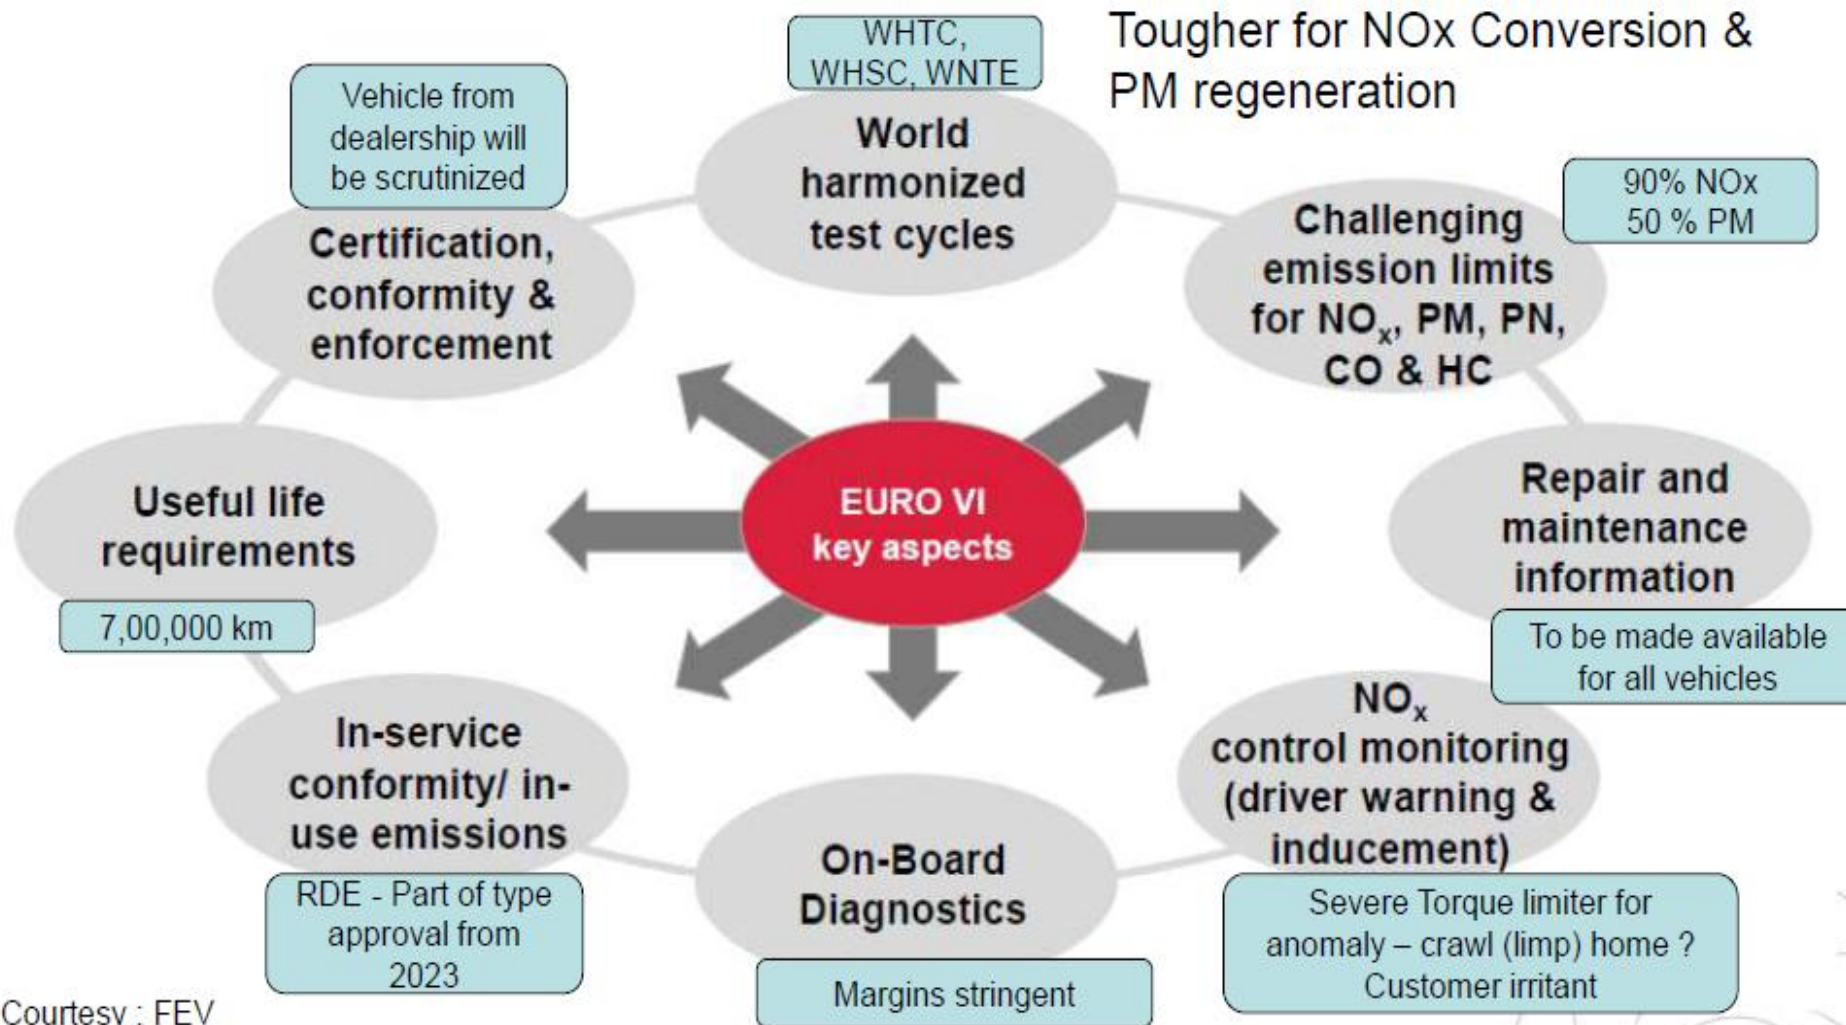 Tougher for NOx Conversion &
PM regeneration
WHTC,
WHSC, WNTE
World
harmonized
test cycles
90% NOx
50 % PM
Challenging
emission limits
for NOx, PM, PN,
CO & HC
Repair and
maintenance
information
To be made available
for all vehicles
NOx
control monitoring
(driver warning &
inducement)
Severe Torque limiter for
anomaly – crawl (limp) home ?
Customer irritant
On-Board
Diagnostics
Margins stringent
In-service
conformity/ in-
use emissions
RDE - Part of type
approval from
2023
Useful life
requirements
7,00,000 km
Vehicle from
dealership will
be scrutinized
Certification,
conformity &
enforcement
EURO VI
key aspects
Courtesy : FEV